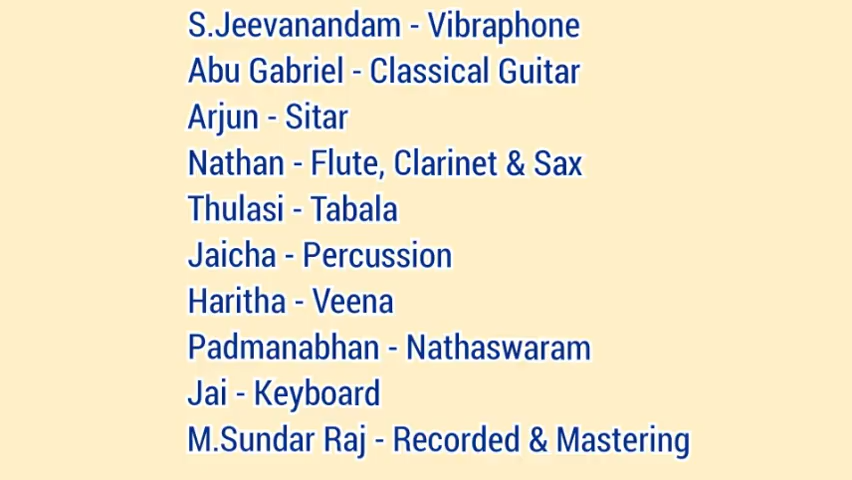 S.Jeevanandam - Vibraphone
Abu Gabriel - Classical Guitar
Arjun - Sitar
Nathan - Flute, Clarinet & Sax
Thulasi - Tabala
Jaicha - Percussion
Haritha - Veena
Padmanabhan - Nathaswaram
Jai - Keyboard
M.Sundar Raj - Recorded & Mastering